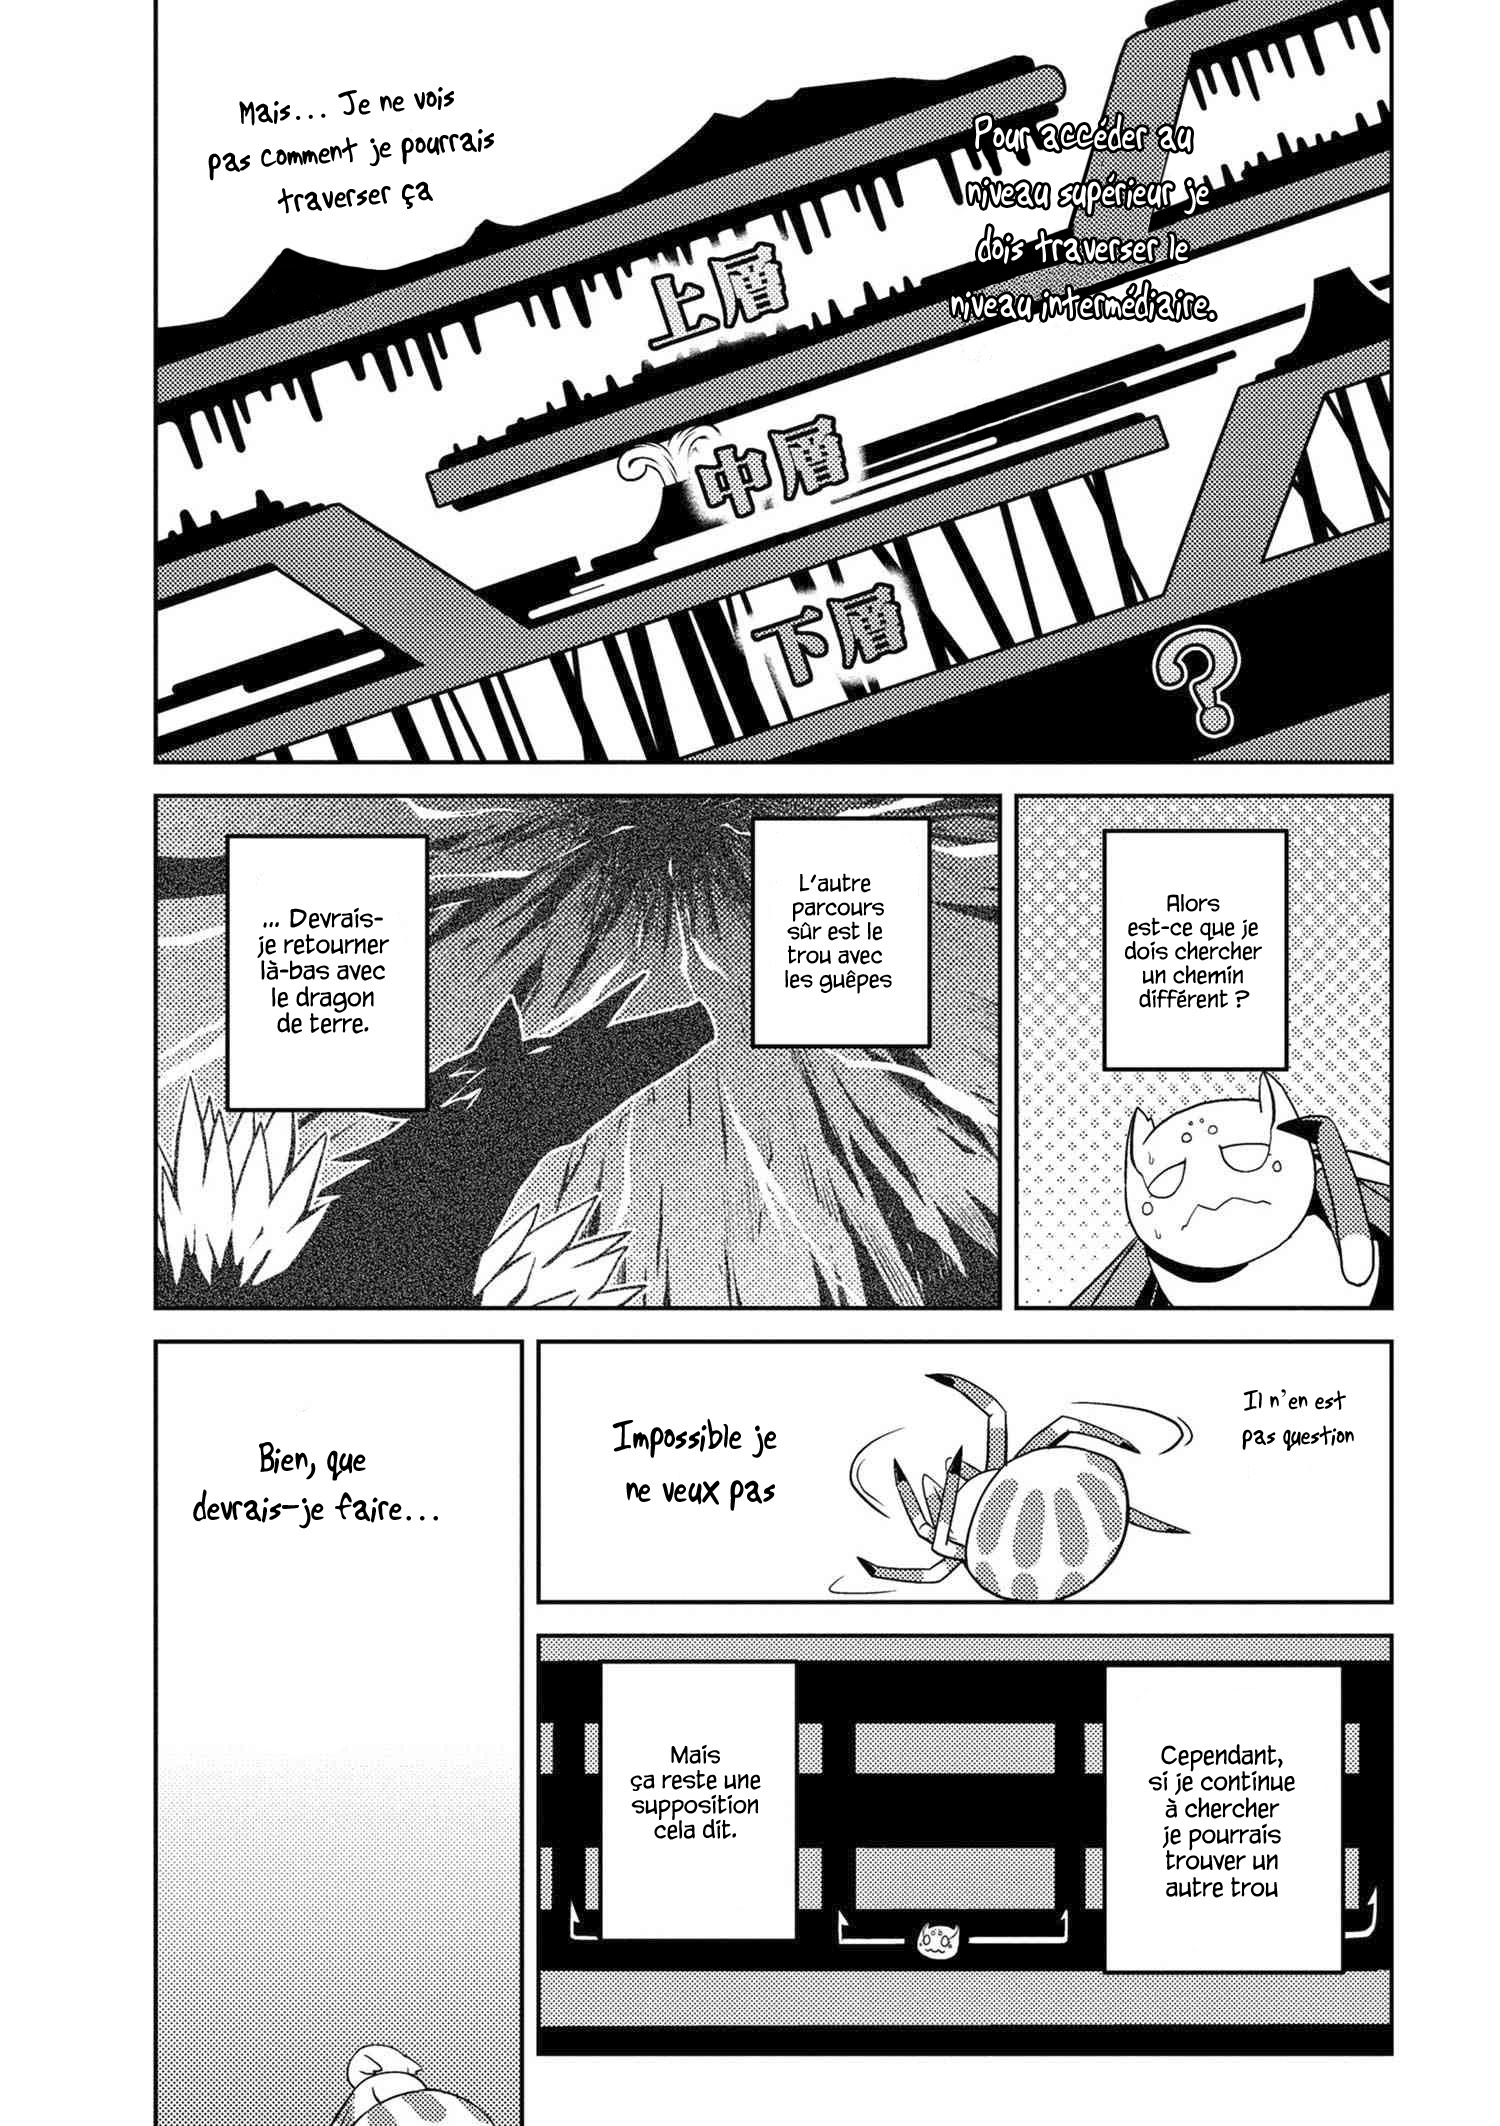 Pour accéder au
niveau supérieur je
dois traverser le
niveau intermédiaire.
Mais... Je ne vois
pas comment je pourrais
traverser ça
上層
中層
下層
?
Alors
est-ce que je
dois chercher
un chemin
différent ?
L'autre
parcours
sûr est le
trou avec
les guêpes
... Devrais-
je retourner
là-bas avec
le dragon
de terre.
Il n'en est
pas question
Impossible je
ne veux pas
Cependant,
si je continue
à chercher
je pourrais
trouver un
autre trou
Mais
ça reste une
supposition
cela dit.
Bien, que
devrais-je faire...